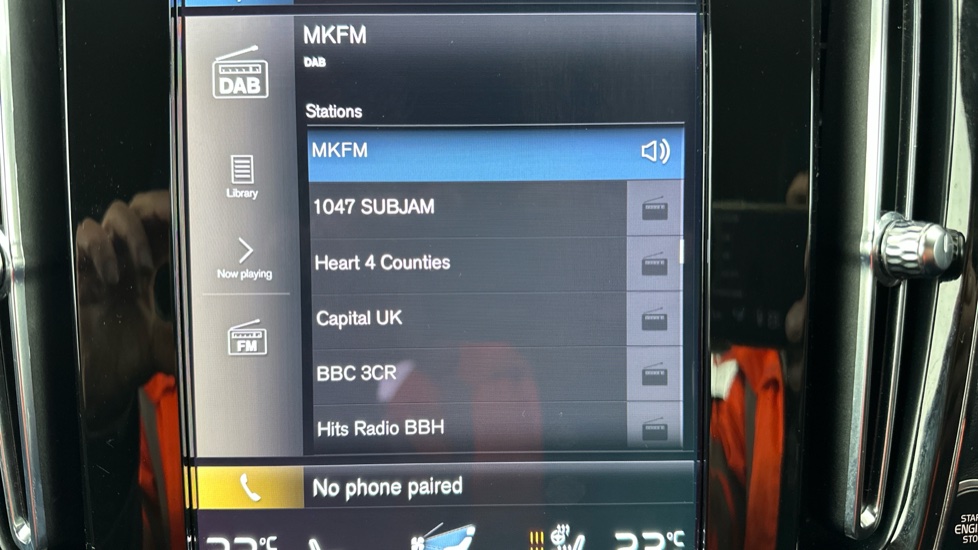 MKFM
DAB
DAB
Stations
MKFM
Library
1047 SUBJAM
Now playing
Heart 4 Counties
Capital UK
FM
BBC 3CR
Hits Radio BBH
No phone paired
°C
°C
STOP